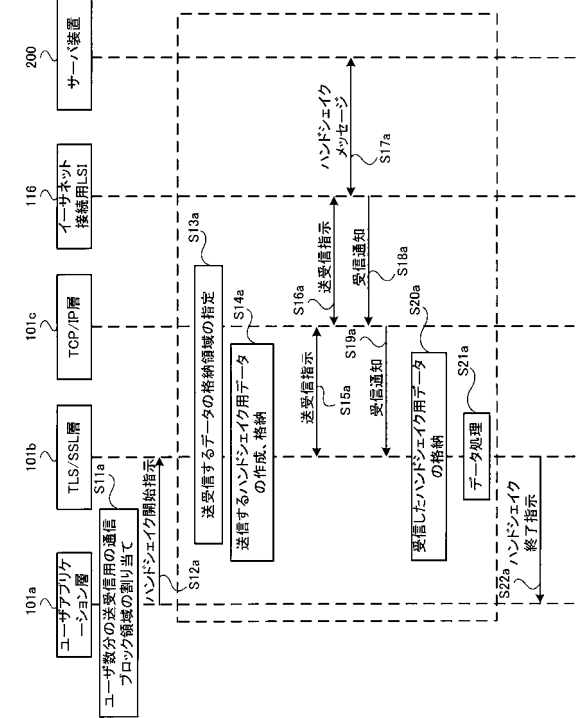 101a
ユーザアプリケ
ーション層
101b
TLS/SSL層
101c
TCP/IP層
116
イーサネット
接続用LSI
200
サーバ装置
S11a
ユーザ数分の送受信用の通信
ブロック領域の割り当て
ハンドシェイク開始指示
S12a
S13a
送受信するデータの格納領域の指定
S14a
送信するハンドシェイク用データ
の作成、格納
送受信指示
S15a
送受信指示
S16a
ハンドシェイク
メッセージ
S17a
受信通知
S18a
受信通知
S19a
S20a
受信したハンドシェイク用データ
の格納
S21a
データ処理
ハンドシェイク
終了指示
S22a